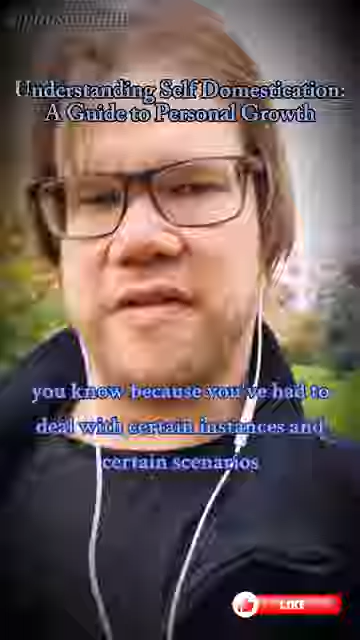 Understanding Self Domestication:
A Guide to Personal Growth
you know because you've had to
deal with certain instances and
certain scenarios
LIKE